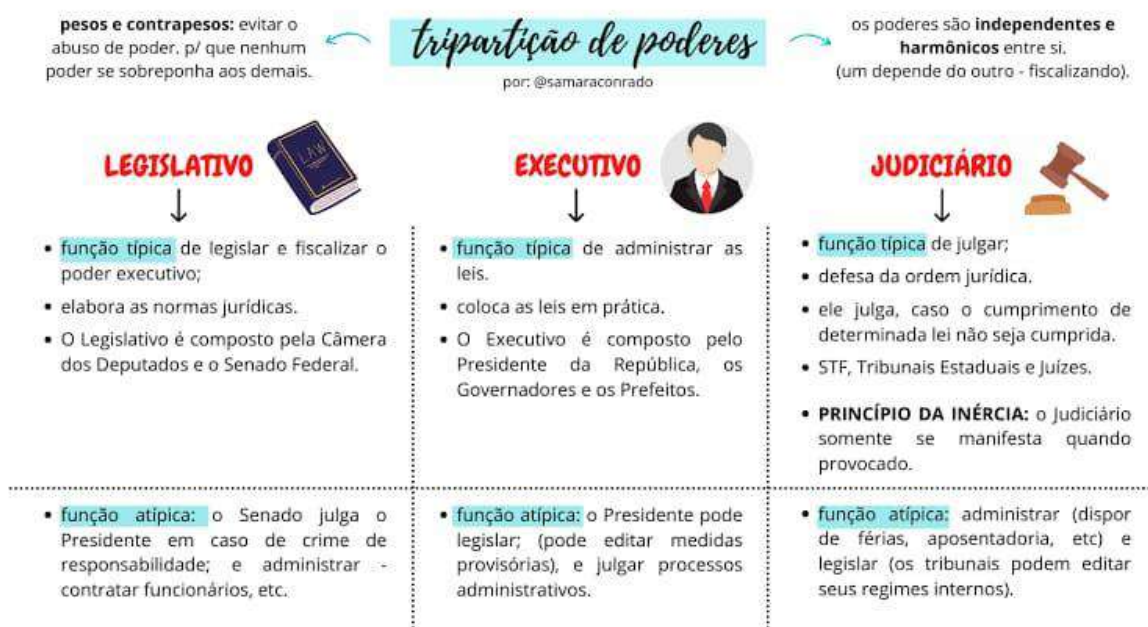 pesos e contrapesos: evitar o
abuso de poder, p/ que nenhum
poder se sobreponha aos demais.
tripartição de poderes
por: @samaraconrado
os poderes são independentes e
harmônicos entre si.
(um depende do outro - fiscalizando).
LEGISLATIVO
LAW
• função típica de legislar e fiscalizar o
poder executivo;
• elabora as normas jurídicas.
• O Legislativo é composto pela Câmera
dos Deputados e o Senado Federal.
EXECUTIVO
• função típica de administrar as
leis.
• coloca as leis em prática.
• O Executivo é composto pelo
Presidente da República, os
Governadores e os Prefeitos.
JUDICIÁRIO
• função típica de julgar;
• defesa da ordem jurídica.
• ele julga, caso o cumprimento de
determinada lei não seja cumprida.
• STF, Tribunais Estaduais e Juízes.
• PRINCÍPIO DA INÉRCIA: o Judiciário
somente se manifesta quando
provocado.
• função atípica: o Senado julga o
Presidente em caso de crime de
responsabilidade; e administrar -
contratar funcionários, etc.
• função atípica: o Presidente pode
legislar; (pode editar medidas
provisórias), e julgar processos
administrativos.
• função atípica: administrar (dispor
de férias, aposentadoria, etc) e
legislar (os tribunais podem editar
seus regimes internos).